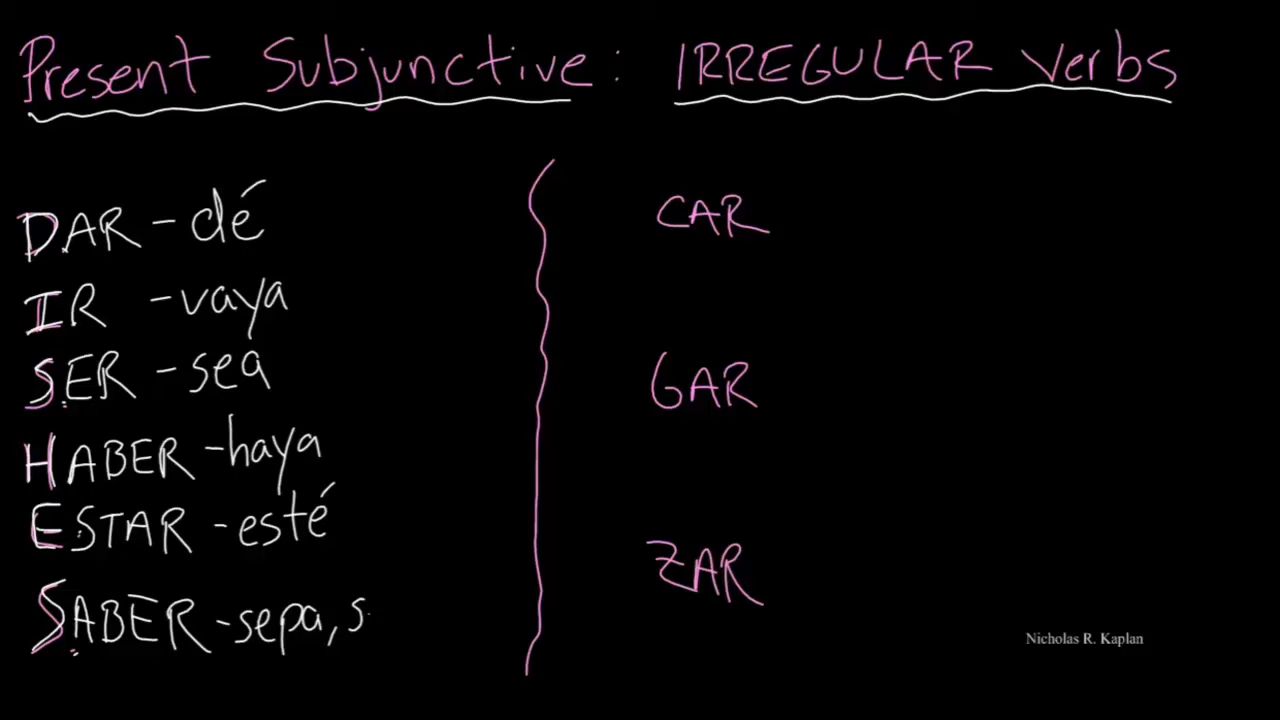 Present Subjunctive: IRREGULAR Verbs
DAR - dé
IR - vaya
SER - sea
HABER - haya
ESTAR - esté
SABER - sepa, s
CAR
GAR
ZAR
Nicholas R. Kaplan